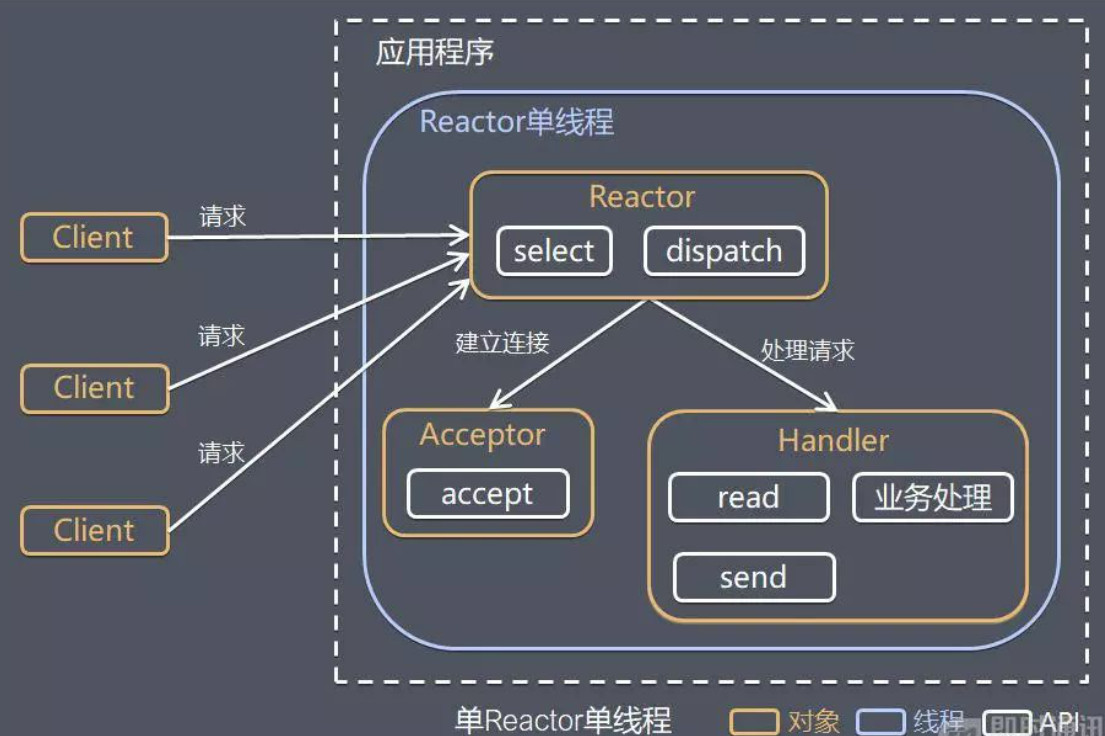 应用程序
Reactor单线程
Reactor
select
dispatch
Client
请求
Client
请求
Client
请求
建立连接
处理请求
Acceptor
accept
Handler
read
业务处理
send
单Reactor单线程
对象
线程
API